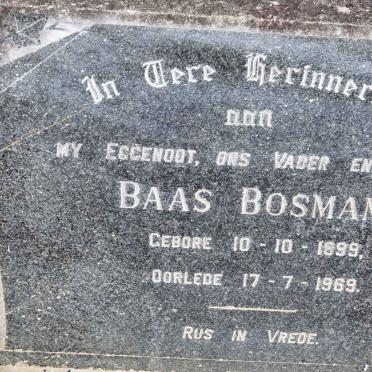 In Tere Herinner
aan
MY EGGENOOT, ONS VADER EN
BAAS BOSMAN
GEBORE 10 - 10 - 1899,
OORLEDE 17 - 7 - 1969.
RUS IN VREDE.